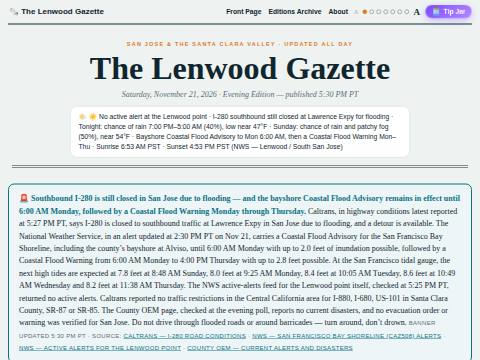 🗞️ The Lenwood Gazette Front Page Editions Archive About A A Tip Jar
SAN JOSE & THE SANTA CLARA VALLEY · UPDATED ALL DAY
The Lenwood Gazette
Saturday, November 21, 2026 · Evening Edition — published 5:30 PM PT
No active alert at the Lenwood point · I-280 southbound still closed at Lawrence Expy for flooding ·
Tonight: chance of rain 7:00 PM–5:00 AM (40%), low near 47°F · Sunday: chance of rain and patchy fog
(50%), near 54°F · Bayshore Coastal Flood Advisory to Mon 6:00 AM, then a Coastal Flood Warning Mon–
Thu · Sunrise 6:53 AM PST · Sunset 4:53 PM PST (NWS — Lenwood / South San Jose)
🚨 Southbound I-280 is still closed in San Jose due to flooding — and the bayshore Coastal Flood Advisory remains in effect until
6:00 AM Monday, followed by a Coastal Flood Warning Monday through Thursday. Caltrans, in highway conditions latest reported
at 5:27 PM PT, says I-280 is closed to southbound traffic at Lawrence Expy in San Jose due to flooding, and a detour is available. The
National Weather Service, in an alert updated at 2:30 PM PT on Nov 21, carries a Coastal Flood Advisory for the San Francisco Bay
Shoreline, including the county's bayshore at Alviso, until 6:00 AM Monday with up to 2.0 feet of inundation possible, followed by a
Coastal Flood Warning from 6:00 AM Monday to 4:00 PM Thursday with up to 2.8 feet possible. At the San Francisco tidal gauge, the
next high tides are expected at 7.8 feet at 8:48 AM Sunday, 8.0 feet at 9:25 AM Monday, 8.4 feet at 10:05 AM Tuesday, 8.6 feet at 10:49
AM Wednesday and 8.2 feet at 11:38 AM Thursday. The NWS active-alerts feed for the Lenwood point itself, checked at 5:25 PM PT,
returned no active alerts. Caltrans reported no traffic restrictions in the Central California area for I-880, I-680, US-101 in Santa Clara
County, SR-87 or SR-85. The County OEM page, checked at the evening poll, reports no current disasters, and no evacuation order or
warning was verified for San Jose. Do not drive through flooded roads or around barricades — turn around, don't drown. BANNER
UPDATED 5:30 PM PT · SOURCE: CALTRANS — I-280 ROAD CONDITIONS · NWS — SAN FRANCISCO BAY SHORELINE (CAZ508) ALERTS ·
NWS — ACTIVE ALERTS FOR THE LENWOOD POINT · COUNTY OEM — CURRENT ALERTS AND DISASTERS